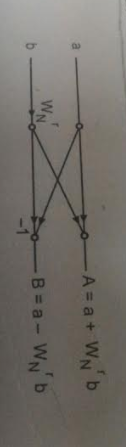 a
A = a + W_N^r b
b
W_N^r
-1
B = a - W_N^r b